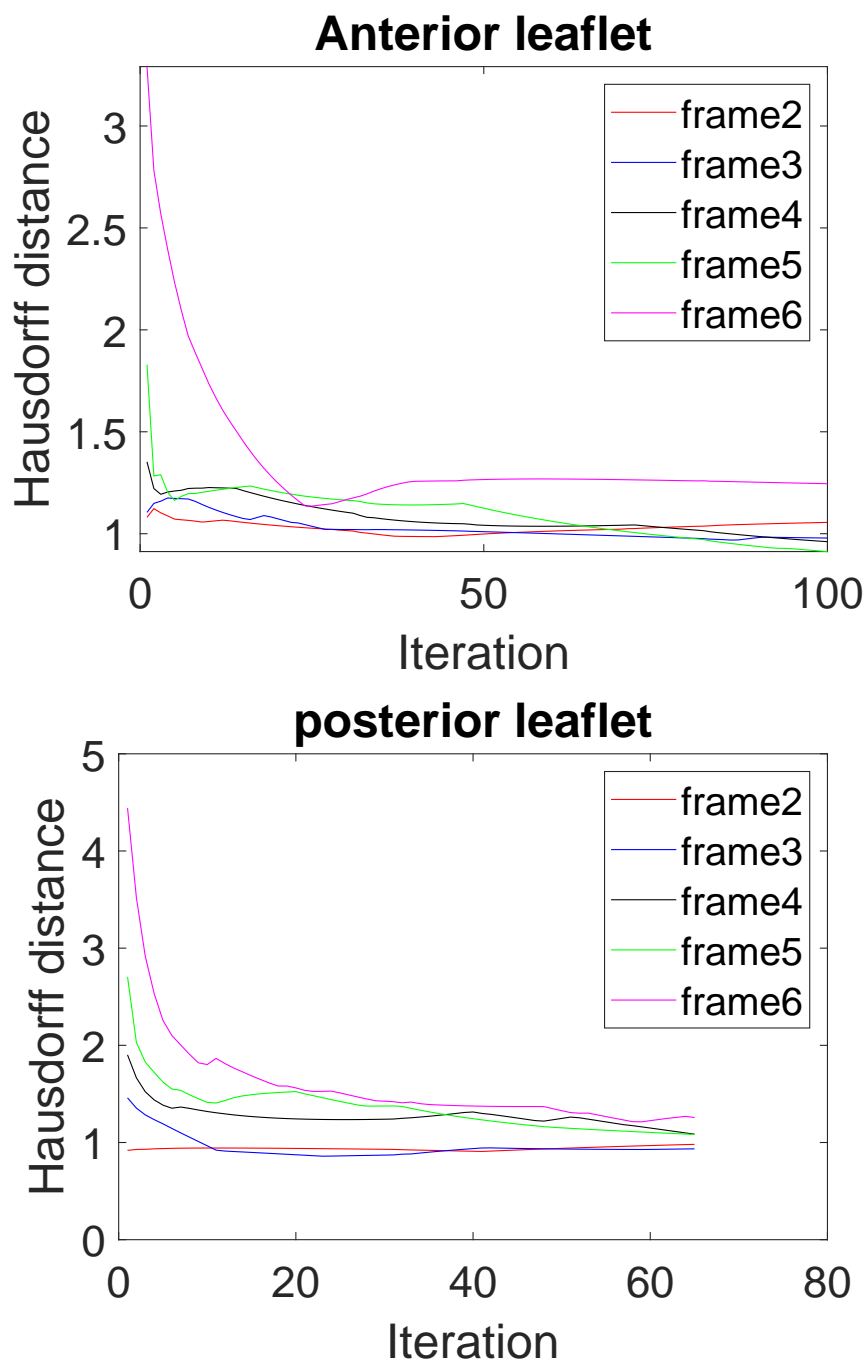 Anterior leaflet
3
2.5
2
1.5
1
0
50
100
Hausdorff distance
Iteration
frame2
frame3
frame4
frame5
frame6
posterior leaflet
5
4
3
2
1
0
0
20
40
60
80
Hausdorff distance
Iteration
frame2
frame3
frame4
frame5
frame6